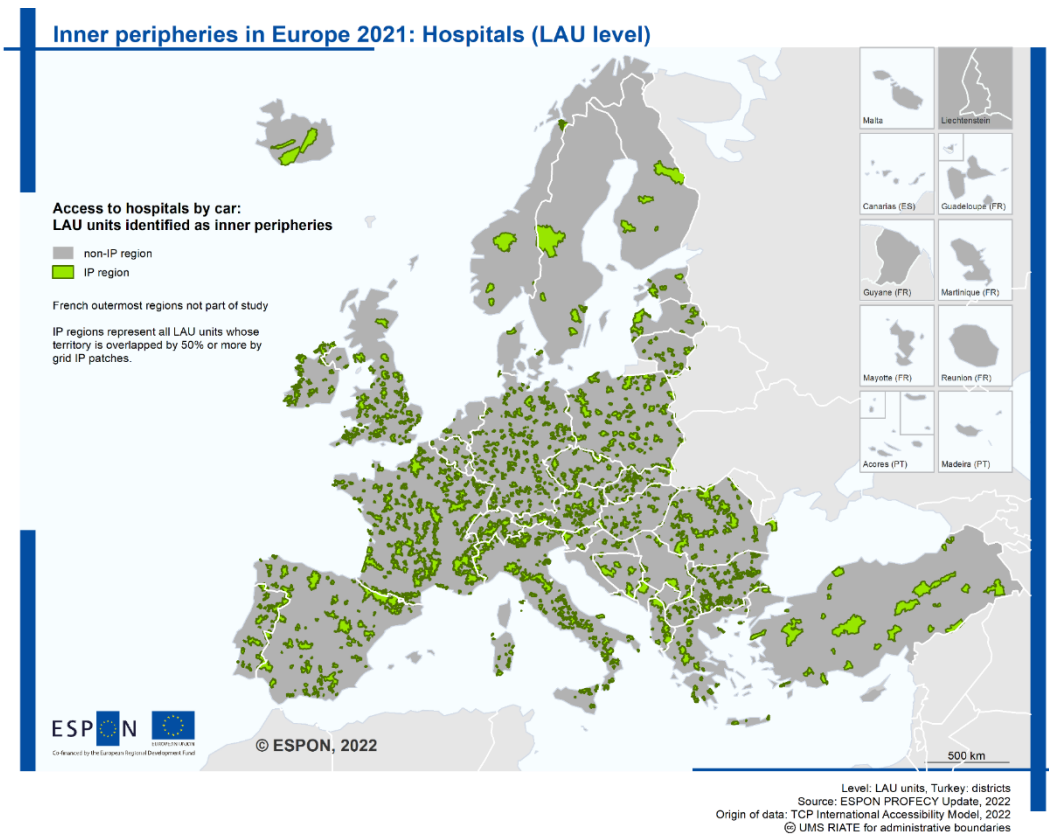 Inner peripheries in Europe 2021: Hospitals (LAU level)
Malta
Liechtenstein
Canarias (ES)
Guadeloupe (FR)
Guyane (FR)
Martinique (FR)
Mayotte (FR)
Reunion (FR)
Acores (PT)
Madeira (PT)
Access to hospitals by car:
LAU units identified as inner peripheries
non-IP region
IP region
French outermost regions not part of study
IP regions represent all LAU units whose
territory is overlapped by 50% or more by
grid IP patches.
ESPON
EUROPEAN UNION
Co-financed by the European Regional Development Fund
© ESPON, 2022
500 km
Level: LAU units, Turkey: districts
Source: ESPON PROFECY Update, 2022
Origin of data: TCP International Accessibility Model, 2022
© UMS RIATE for administrative boundaries